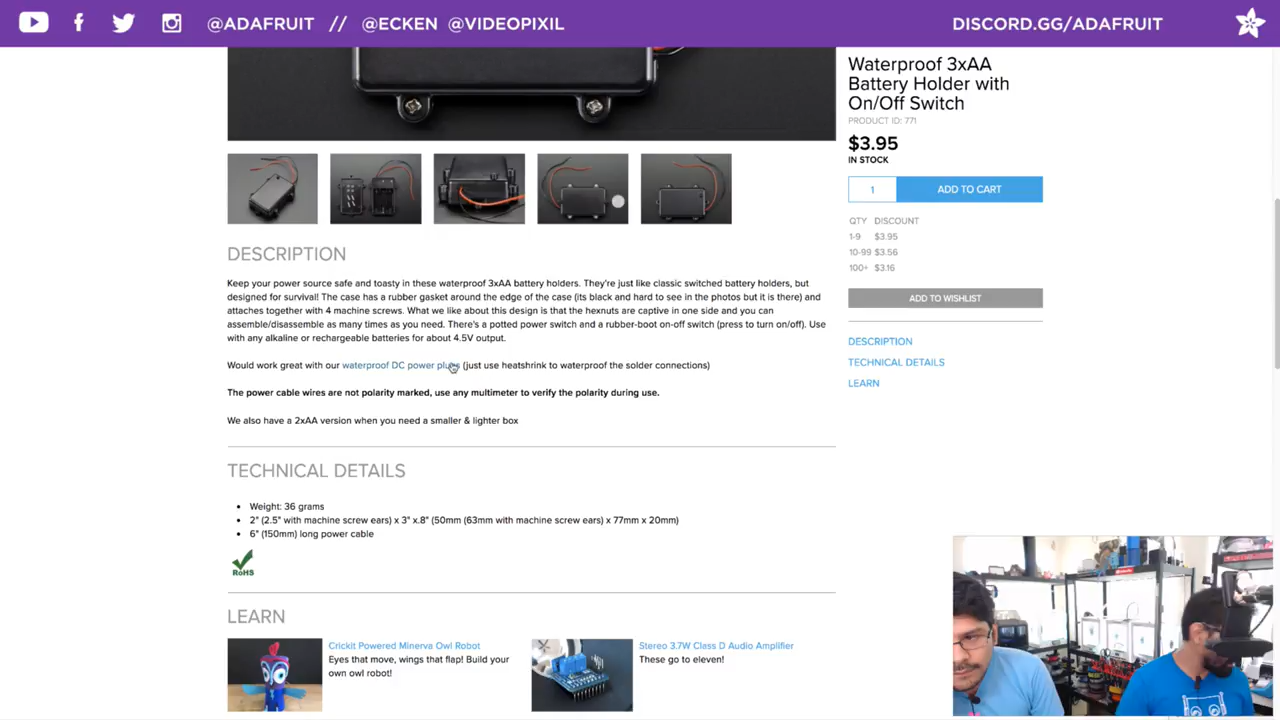 @ADAFRUIT // @ECKEN @VIDEOPIXIL
DISCORD.GG/ADAFRUIT
Waterproof 3xAA
Battery Holder with
On/Off Switch
PRODUCT ID: 771
$3.95
IN STOCK
1
ADD TO CART
QTY DISCOUNT
1-9 $3.95
10-99 $3.56
100+ $3.16
ADD TO WISHLIST
DESCRIPTION
TECHNICAL DETAILS
LEARN
DESCRIPTION
Keep your power source safe and toasty in these waterproof 3xAA battery holders. They're just like classic switched battery holders, but
designed for survival! The case has a rubber gasket around the edge of the case (its black and hard to see in the photos but it is there) and
attaches together with 4 machine screws. What we like about this design is that the hexnuts are captive in one side and you can
assemble/disassemble as many times as you need. There's a potted power switch and a rubber-boot on-off switch (press to turn on/off). Use
with any alkaline or rechargeable batteries for about 4.5V output.
Would work great with our waterproof DC power plugs (just use heatshrink to waterproof the solder connections)
The power cable wires are not polarity marked, use any multimeter to verify the polarity during use.
We also have a 2xAA version when you need a smaller & lighter box
TECHNICAL DETAILS
• Weight: 36 grams
• 2" (2.5" with machine screw ears) x 3" x.8" (50mm (63mm with machine screw ears) x 77mm x 20mm)
• 6" (150mm) long power cable
RoHS
LEARN
Crickit Powered Minerva Owl Robot
Eyes that move, wings that flap! Build your
own owl robot!
Stereo 3.7W Class D Audio Amplifier
These go to eleven!